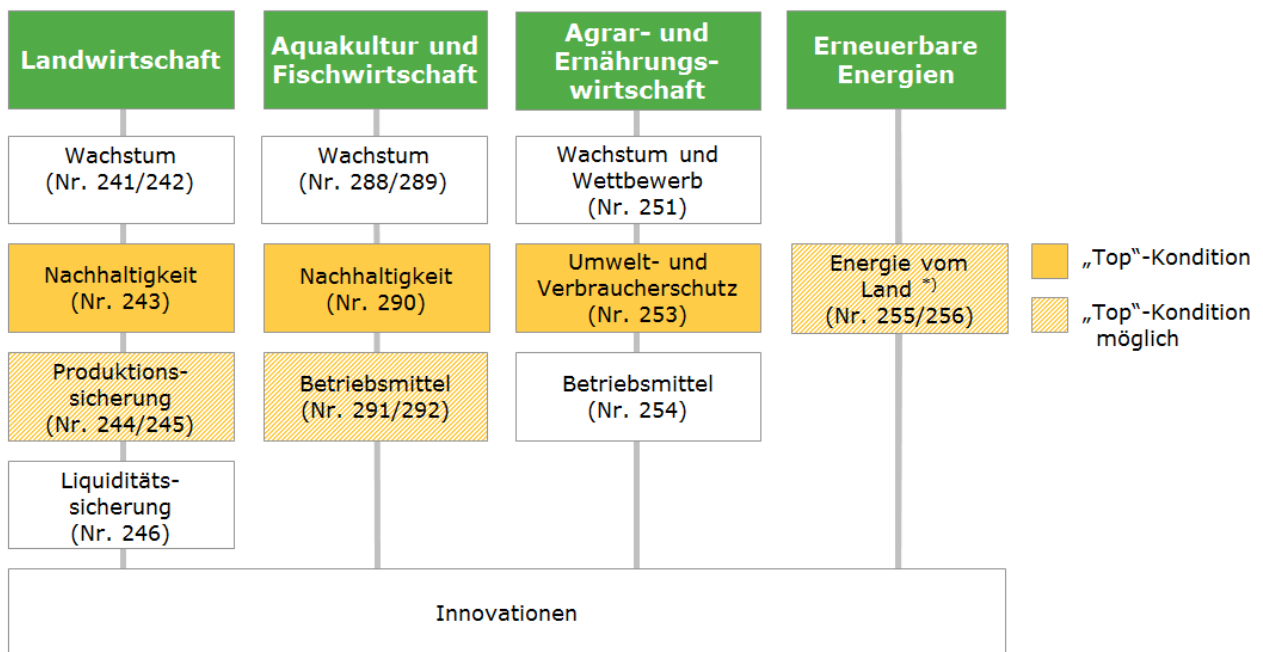 Landwirtschaft
Aquakultur und
Fischwirtschaft
Agrar- und
Ernährungs-
wirtschaft
Erneuerbare
Energien
Wachstum
(Nr. 241/242)
Wachstum
(Nr. 288/289)
Wachstum und
Wettbewerb
(Nr. 251)
Nachhaltigkeit
(Nr. 243)
Nachhaltigkeit
(Nr. 290)
Umwelt- und
Verbraucherschutz
(Nr. 253)
Energie vom
Land *)
(Nr. 255/256)
„Top“-Kondition
„Top“-Kondition
möglich
Produktions-
sicherung
(Nr. 244/245)
Betriebsmittel
(Nr. 291/292)
Betriebsmittel
(Nr. 254)
Liquiditäts-
sicherung
(Nr. 246)
Innovationen